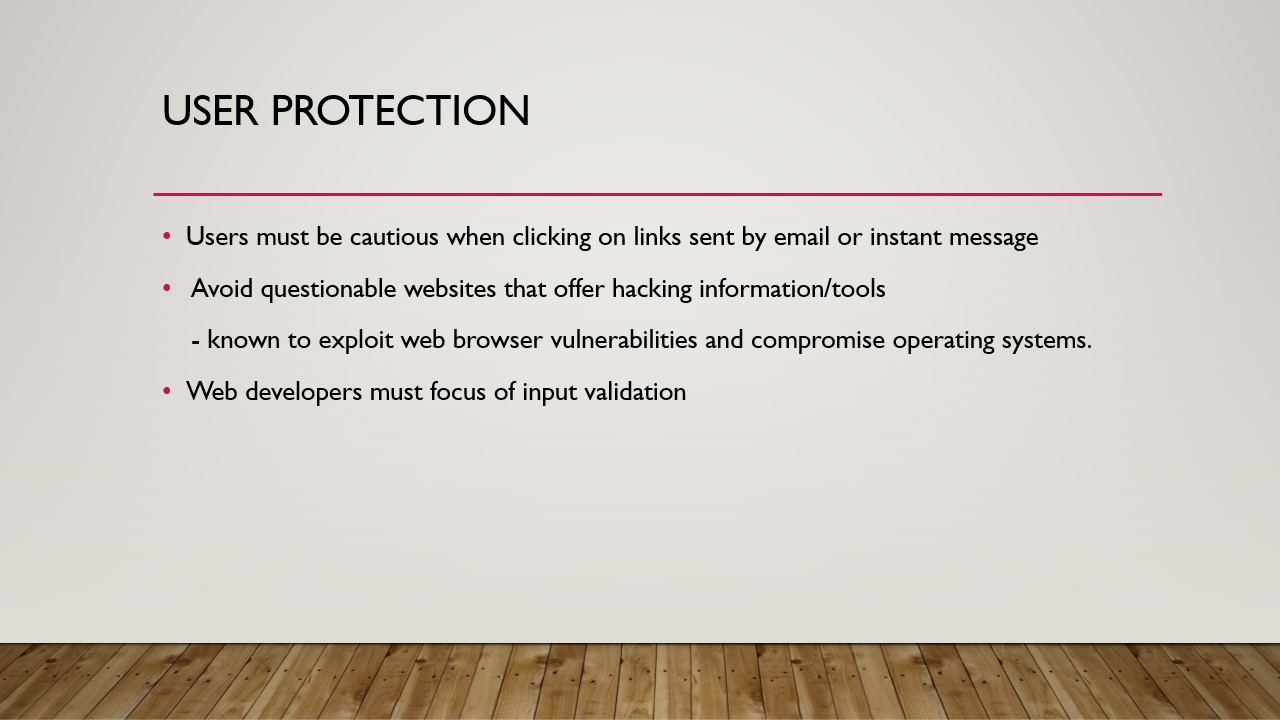 USER PROTECTION
• Users must be cautious when clicking on links sent by email or instant message
• Avoid questionable websites that offer hacking information/tools
- known to exploit web browser vulnerabilities and compromise operating systems.
• Web developers must focus of input validation